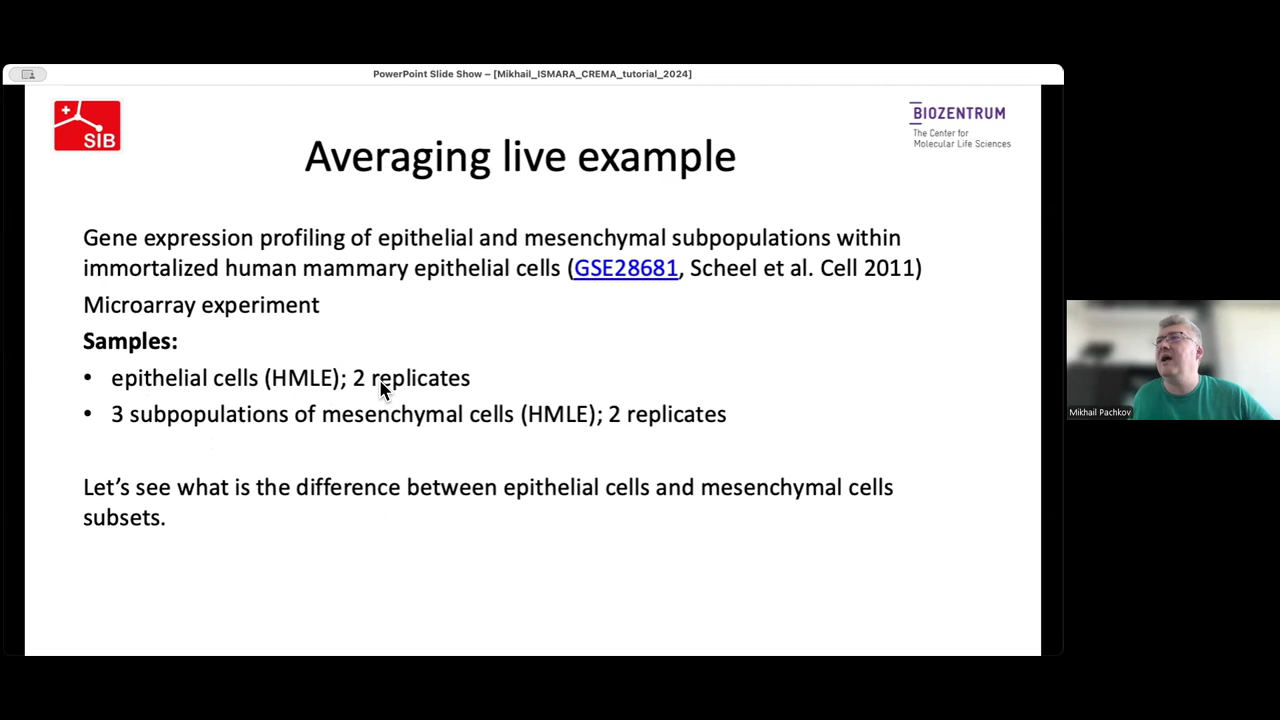 PowerPoint Slide Show – [Mikhail_ISMARA_CREMA_tutorial_2024]
SIB
BIOZENTRUM
The Center for
Molecular Life Sciences
Averaging live example
Gene expression profiling of epithelial and mesenchymal subpopulations within
immortalized human mammary epithelial cells (GSE28681, Scheel et al. Cell 2011)
Microarray experiment
Samples:
• epithelial cells (HMLE); 2 replicates
• 3 subpopulations of mesenchymal cells (HMLE); 2 replicates
Let’s see what is the difference between epithelial cells and mesenchymal cells
subsets.
Mikhail Pachkov